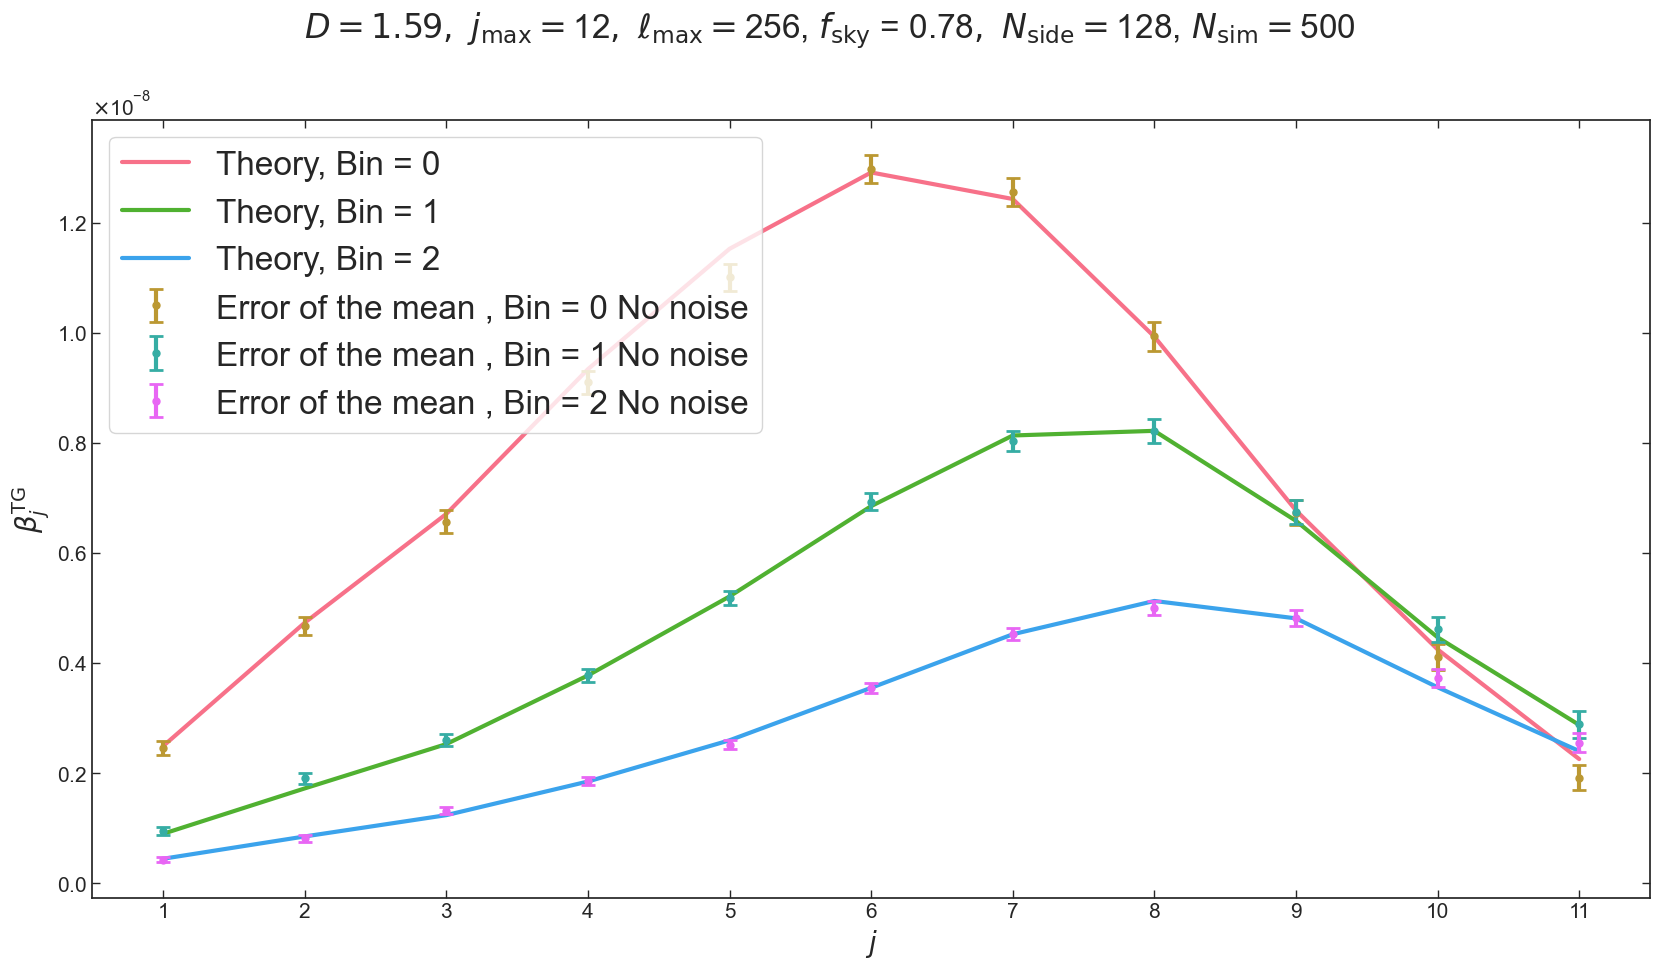 D = 1.59, j_max = 12, ℓ_max = 256, f_sky = 0.78, N_side = 128, N_sim = 500
×10⁻⁸
Theory, Bin = 0
Theory, Bin = 1
Theory, Bin = 2
Error of the mean , Bin = 0 No noise
Error of the mean , Bin = 1 No noise
Error of the mean , Bin = 2 No noise
1.2
1.0
0.8
0.6
0.4
0.2
0.0
β_j^TG
1 2 3 4 5 6 7 8 9 10 11
j